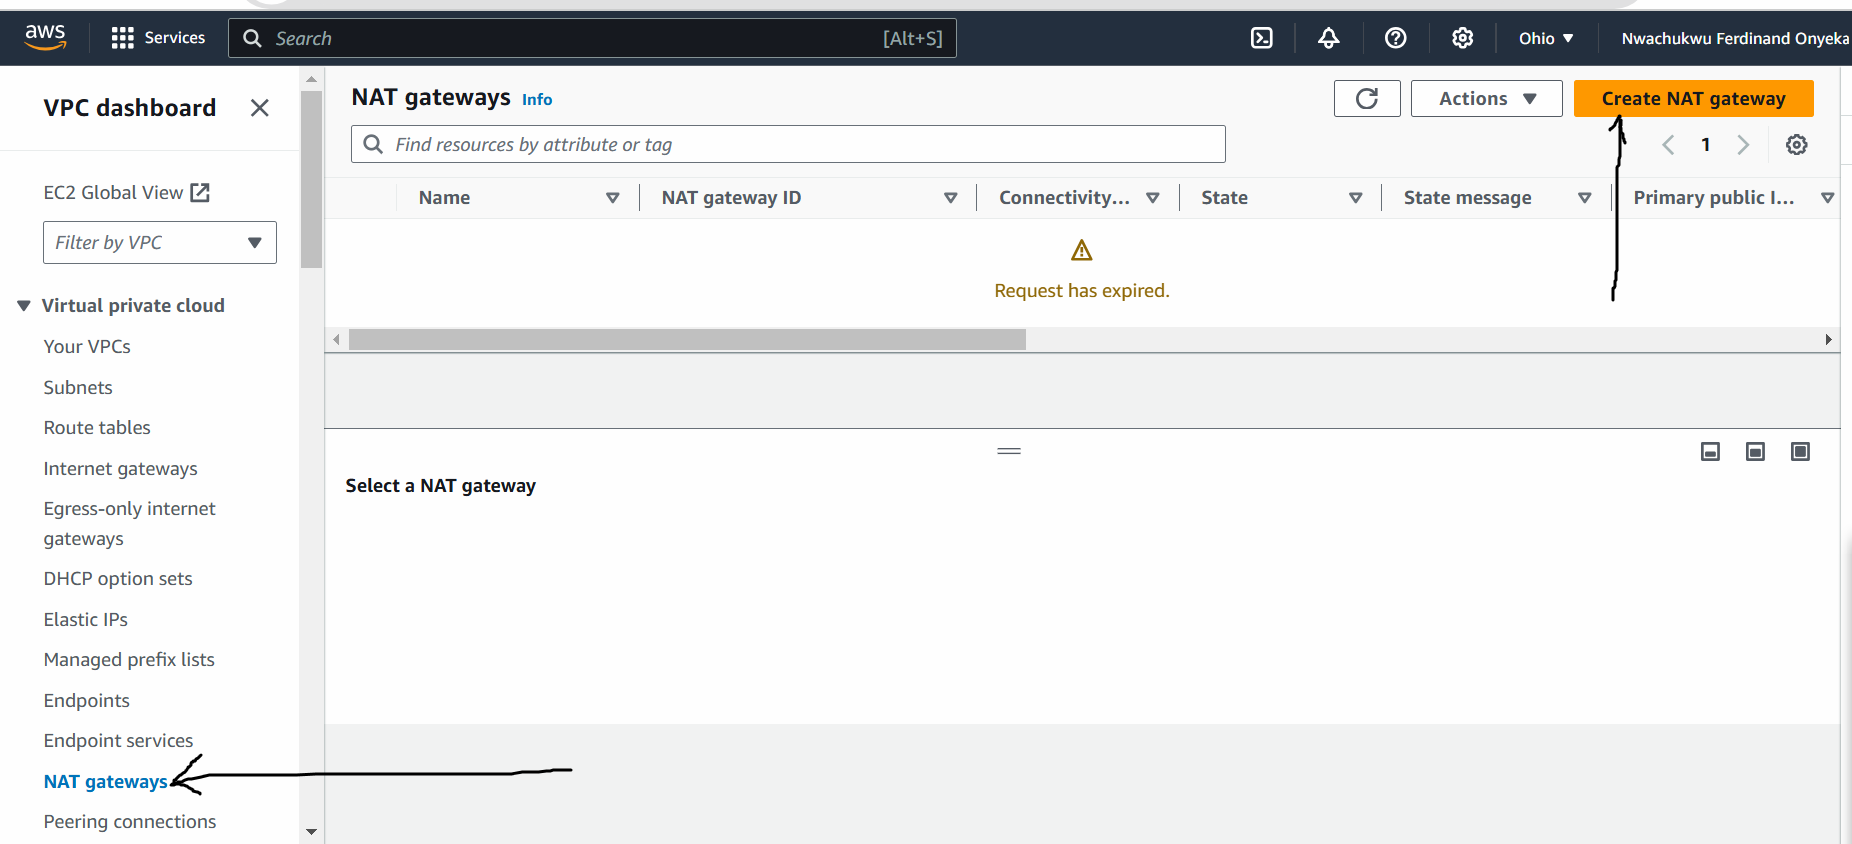 aws
Services
Search
[Alt+S]
Ohio
Nwachukwu Ferdinand Onyeka
VPC dashboard
EC2 Global View
Filter by VPC
Virtual private cloud
Your VPCs
Subnets
Route tables
Internet gateways
Egress-only internet
gateways
DHCP option sets
Elastic IPs
Managed prefix lists
Endpoints
Endpoint services
NAT gateways
Peering connections
NAT gateways Info
Actions
Create NAT gateway
Find resources by attribute or tag
1
Name
NAT gateway ID
Connectivity...
State
State message
Primary public I...
Request has expired.
Select a NAT gateway